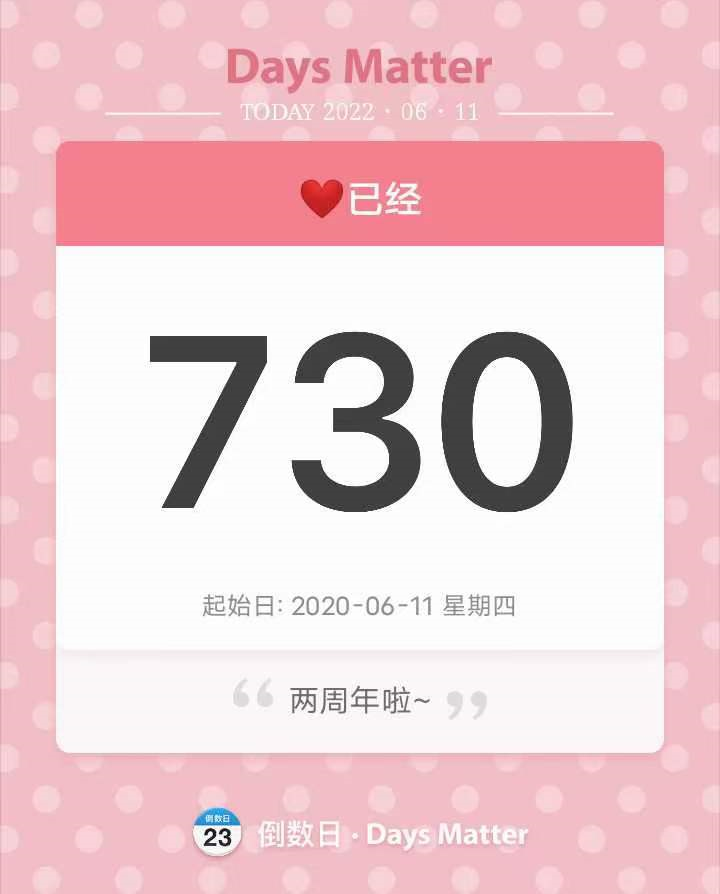 Days Matter
TODAY 2022 · 06 · 11
❤️已经
730
起始日: 2020-06-11 星期四
“ 两周年啦~ ”
倒数日
23
倒数日 · Days Matter